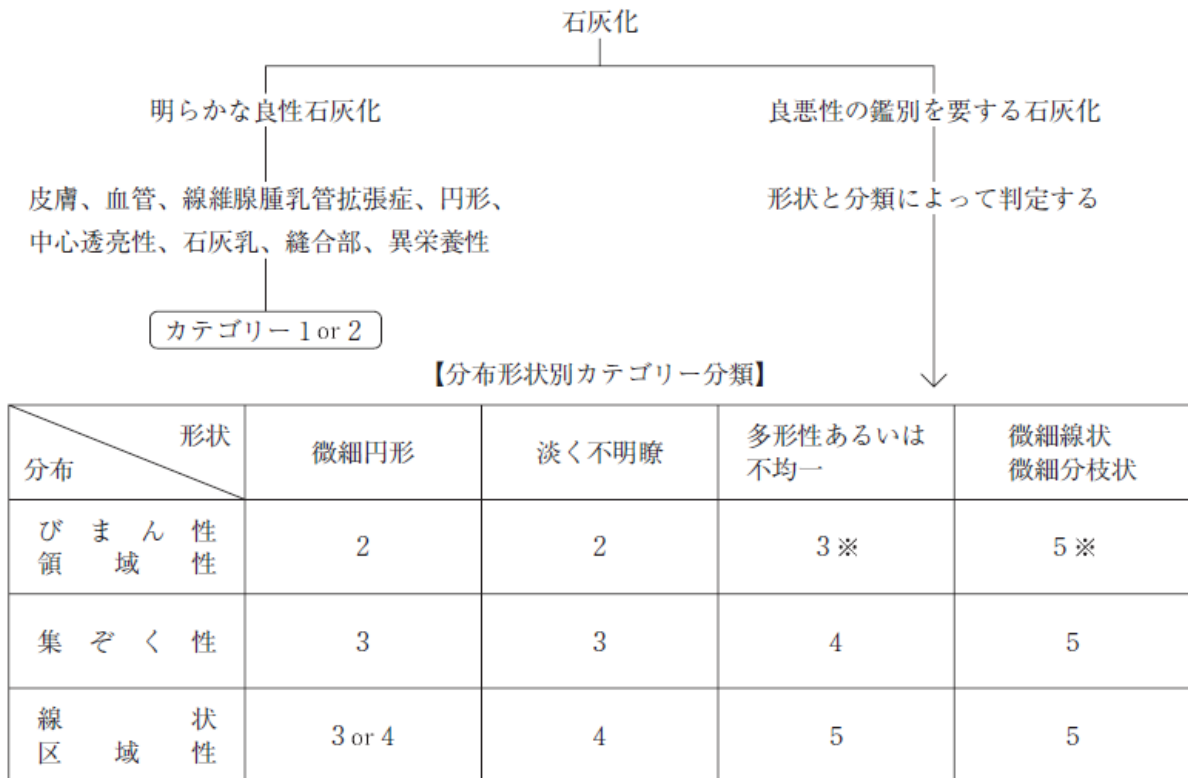 石灰化
明らかな良性石灰化
良悪性の鑑別を要する石灰化
皮膚、血管、線維腺腫乳管拡張症、円形、
中心透亮性、石灰乳、縫合部、異栄養性
形状と分類によって判定する
カテゴリー 1 or 2
【分布形状別カテゴリー分類】
形状
分布
微細円形
淡く不明瞭
多形性あるいは
不均一
微細線状
微細分枝状
びまん性
領域性
2
2
3※
5※
集ぞく性
3
3
4
5
線状
区域性
3 or 4
4
5
5